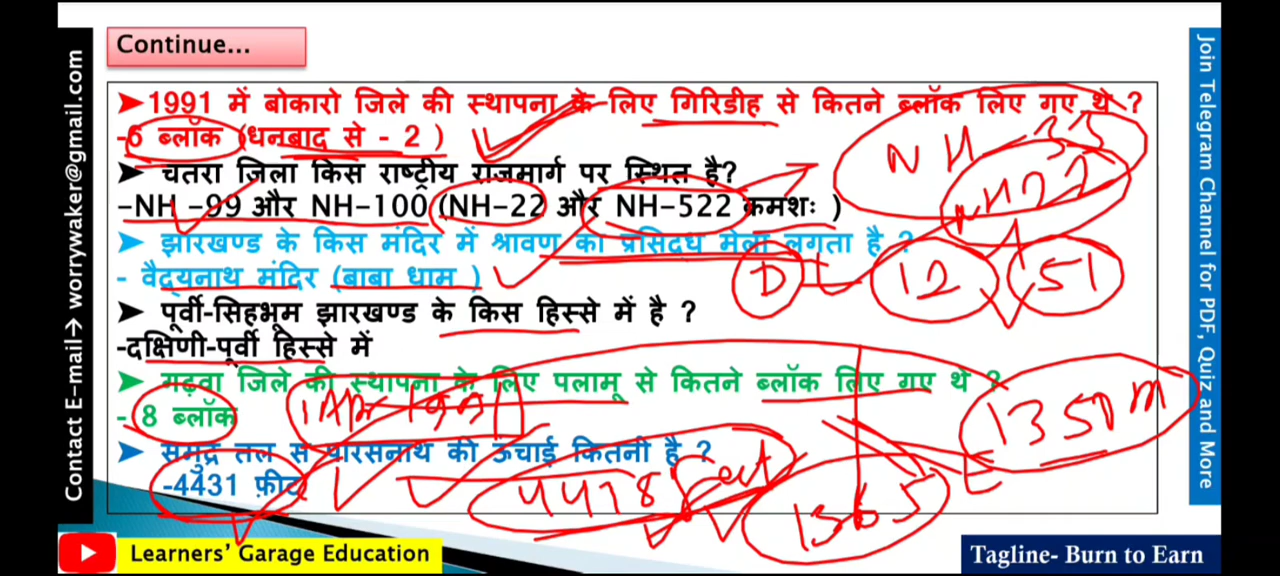 Continue...
➤1991 में बोकारो जिले की स्थापना के लिए गिरिडीह से कितने ब्लॉक लिए गए थे ?
-6 ब्लॉक (धनबाद से - 2 )
➤ चतरा जिला किस राष्ट्रीय राजमार्ग पर स्थित है?
-NH -99 और NH-100 (NH-22 और NH-522 क्रमशः )
➤ झारखण्ड के किस मंदिर में श्रावण का प्रसिद्ध मेला लगता है ?
- वैद्यनाथ मंदिर (बाबा धाम )
➤ पूर्वी-सिहभूम झारखण्ड के किस हिस्से में है ?
-दक्षिणी-पूर्वी हिस्से में
➤ गढ़वा जिले की स्थापना के लिए पलामू से कितने ब्लॉक लिए गए थे ?
- 8 ब्लॉक
➤ समुद्र तल से पारसनाथ की ऊंचाई कितनी है ?
-4431 फ़ीट
NH - 33
NH22
D
12
51
1350 m
4478 Feet
1365
Contact E-mail→ worrywaker@gmail.com
Join Telegram Channel for PDF, Quiz and More
Learners' Garage Education
Tagline- Burn to Earn